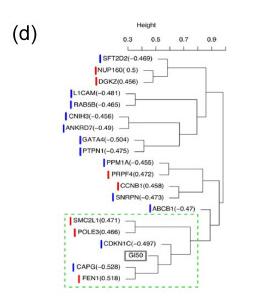 (d)
Height
0.3 0.5 0.7 0.9 1.0
SFT2D2(-0.469)
NUP160( 0.5)
DGKZ(0.456)
L1CAM(-0.481)
RAB5B(-0.465)
CNIH3(-0.456)
ANKRD7(-0.49)
GATA4(-0.504)
PTPN1(-0.475)
PPM1A(-0.455)
PRPF4(0.472)
CCNB1(0.458)
SNRPN(-0.473)
ABCB1(-0.47)
SMC2L1(0.471)
POLE3(0.466)
CDKN1C(-0.497)
GI50
CAPG(-0.528)
FEN1(0.518)